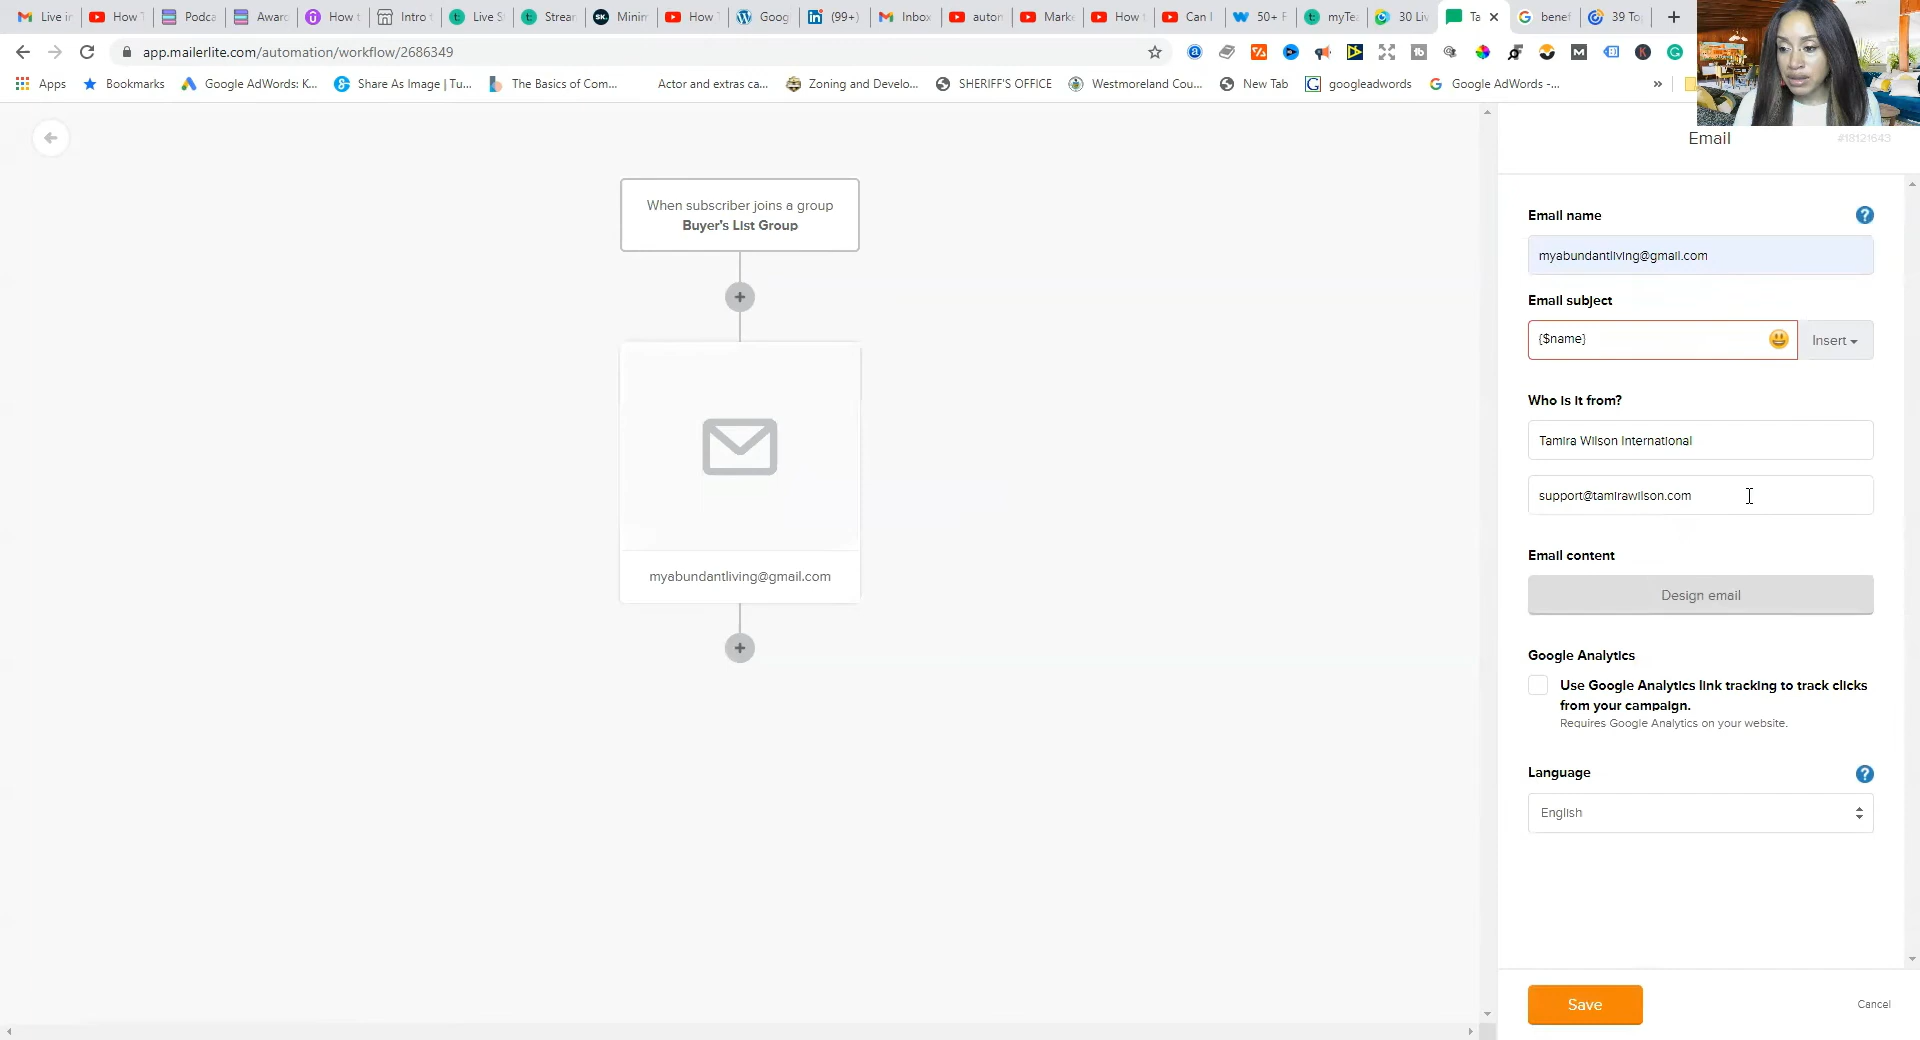 Live in
How T
Podca
Award
How t
Intro t
Live S
Strear
SK.
Minin
How T
Goog
(99+)
Inbox
auton
Marke
How t
Can I
50+ F
myTe
30 Liv
Ta
benef
39 To
app.mailerlite.com/automation/workflow/2686349
Apps
Bookmarks
Google AdWords: K...
Share As Image | Tu...
The Basics of Com...
Actor and extras ca...
Zoning and Develo...
SHERIFF'S OFFICE
Westmoreland Cou...
New Tab
googleadwords
Google AdWords -...
»
Email
#18121643
When subscriber joins a group
Buyer's List Group
myabundantliving@gmail.com
Email name
myabundantliving@gmail.com
Email subject
{$name}
Insert
Who is it from?
Tamira Wilson International
support@tamirawilson.com
Email content
Design email
Google Analytics
Use Google Analytics link tracking to track clicks
from your campaign.
Requires Google Analytics on your website.
Language
English
Save
Cancel